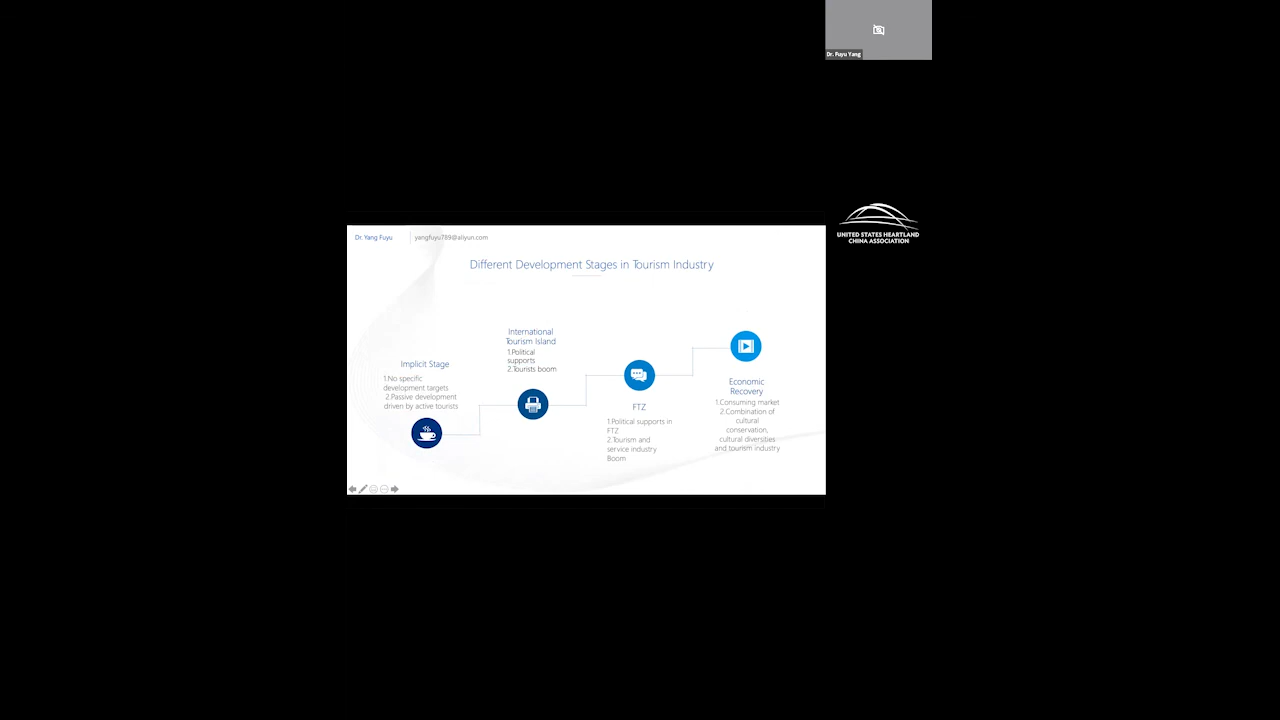 Dr. Fuyu Yang
UNITED STATES HEARTLAND
CHINA ASSOCIATION
Dr. Yang Fuyu
yangfuyu789@aliyun.com
Different Development Stages in Tourism Industry
Implicit Stage
1.No specific
development targets
2.Passive development
driven by active tourists
International
Tourism Island
1.Political
supports
2.Tourists boom
FTZ
1.Political supports in
FTZ
2.Tourism and
service industry
Boom
Economic
Recovery
1.Consuming market
2.Combination of
cultural
conservation,
cultural diversities
and tourism industry